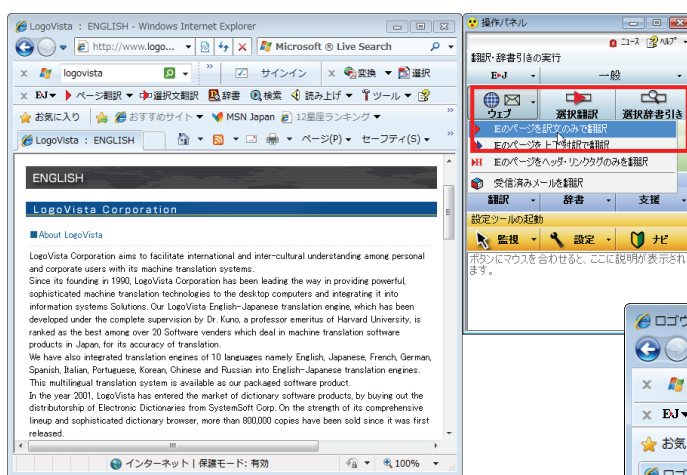 LogoVista : ENGLISH - Windows Internet Explorer
http://www.logo...
Microsoft ® Live Search
logovista
サインイン
変換
選択
E›J
ページ翻訳
選択文翻訳
辞書
検索
読み上げ
ツール
お気に入り
おすすめサイト
MSN Japan
12星座ランキング
LogoVista : ENGLISH
ページ(P)
セーフティ(S)
ENGLISH
LogoVista Corporation
■About LogoVista
LogoVista Corporation aims to facilitate international and inter-cultural understanding among personal
and corporate users with its machine translation systems.
Since its founding in 1990, LogoVista Corporation has been leading the way in providing powerful,
sophisticated machine translation technologies to the desktop computers and integrating it into
information systems Solutions. Our LogoVista English-Japanese translation engine, which has been
developed under the complete supervision by Dr. Kuno, a professor emeritus of Harvard University, is
ranked as the best among over 20 Software venders which deal in machine translation software
products in Japan, for its accuracy of translation.
We have also integrated translation engines of 10 languages namely English, Japanese, French, German,
Spanish, Italian, Portuguese, Korean, Chinese and Russian into English-Japanese translation engines.
This multilingual translation system is available as our packaged software product.
In the year 2001, LogoVista has entered the market of dictionary software products, by buying out the
distributorship of Electronic Dictionaries from SystemSoft Corp. On the strength of its comprehensive
lineup and sophisticated dictionary browser, more than 800,000 copies have been sold since it was first
released.
インターネット | 保護モード: 有効
100%
操作パネル
ニュース
ヘルプ
翻訳・辞書引きの実行
E›J
一般
ウェブ
選択翻訳
選択辞書引き
IEのページを訳文のみで翻訳
IEのページを上下対訳で翻訳
IEのページをヘッダ・リンクタグのみを翻訳
受信済みメールを翻訳
翻訳
辞書
支援
設定ツールの起動
監視
設定
ナビ
ボタンにマウスを合わせると、ここに説明が表示され
ます。
ロゴウ
E›J
お気